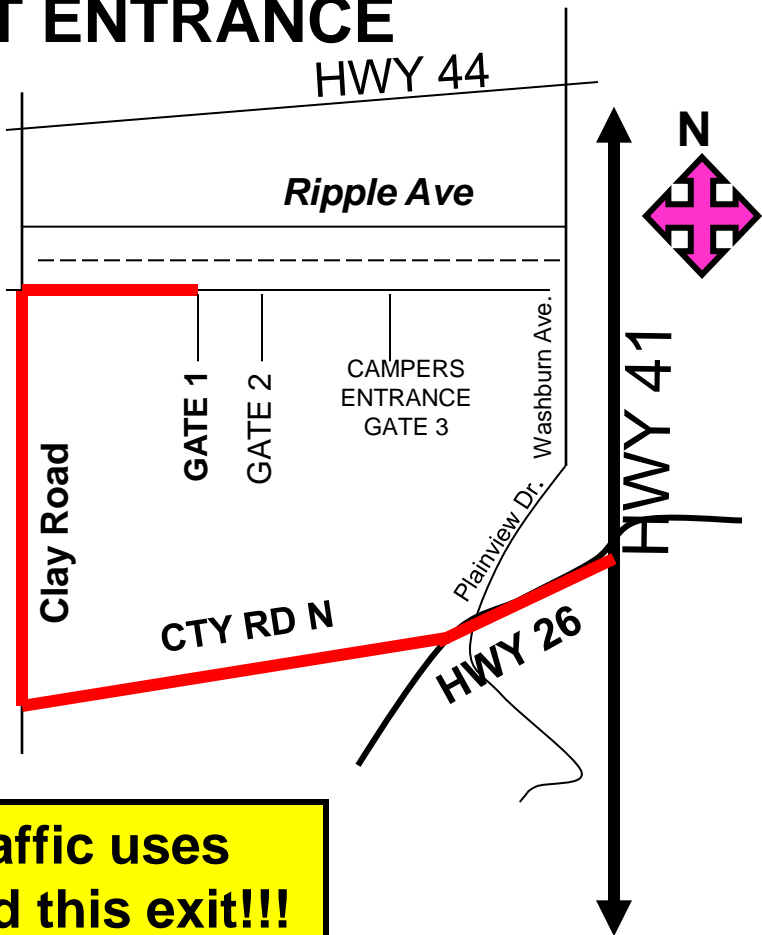 ENTRANCE
HWY 44
N
Ripple Ave
HWY 41
Washburn Ave.
CAMPERS
ENTRANCE
GATE 3
GATE 1
GATE 2
Clay Road
Plainview Dr.
CTY RD N
HWY 26
uses
this exit!!!